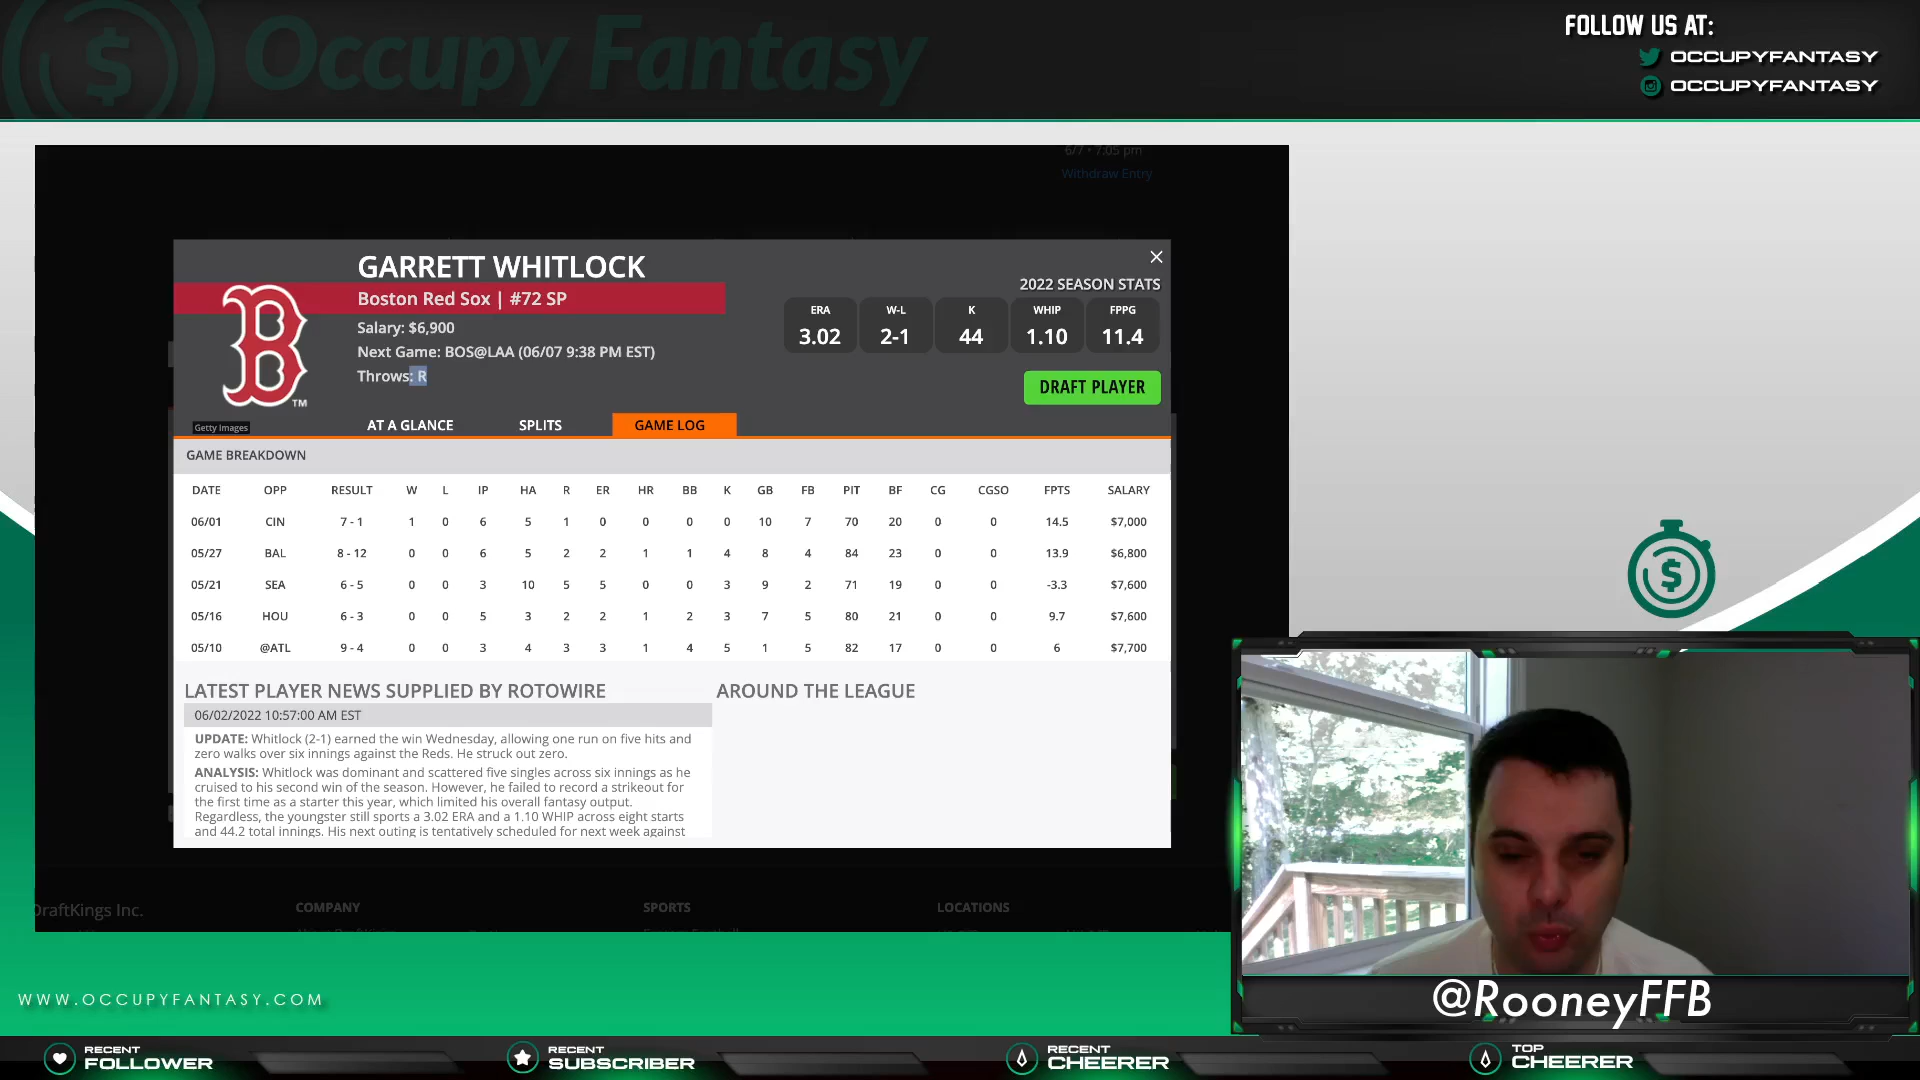 Occupy Fantasy
FOLLOW US AT:
OCCUPYFANTASY
OCCUPYFANTASY
6/7 • 7:05 pm
Withdraw Entry
GARRETT WHITLOCK
Boston Red Sox | #72 SP
Salary: $6,900
Next Game: BOS@LAA (06/07 9:38 PM EST)
Throws: R
2022 SEASON STATS
ERA W-L K WHIP FPPG
3.02 2-1 44 1.10 11.4
DRAFT PLAYER
TM
Getty Images
AT A GLANCE SPLITS GAME LOG
GAME BREAKDOWN
DATE OPP RESULT W L IP HA R ER HR BB K GB FB PIT BF CG CGSO FPTS SALARY
06/01 CIN 7 - 1 1 0 6 5 1 0 0 0 0 10 7 70 20 0 0 14.5 $7,000
05/27 BAL 8 - 12 0 0 6 5 2 2 1 1 4 8 4 84 23 0 0 13.9 $6,800
05/21 SEA 6 - 5 0 0 3 10 5 5 0 0 3 9 2 71 19 0 0 -3.3 $7,600
05/16 HOU 6 - 3 0 0 5 3 2 2 1 2 3 7 5 80 21 0 0 9.7 $7,600
05/10 @ATL 9 - 4 0 0 3 4 3 3 1 4 5 1 5 82 17 0 0 6 $7,700
LATEST PLAYER NEWS SUPPLIED BY ROTOWIRE
AROUND THE LEAGUE
06/02/2022 10:57:00 AM EST
UPDATE: Whitlock (2-1) earned the win Wednesday, allowing one run on five hits and
zero walks over six innings against the Reds. He struck out zero.
ANALYSIS: Whitlock was dominant and scattered five singles across six innings as he
cruised to his second win of the season. However, he failed to record a strikeout for
the first time as a starter this year, which limited his overall fantasy output.
Regardless, the youngster still sports a 3.02 ERA and a 1.10 WHIP across eight starts
and 44.2 total innings. His next outing is tentatively scheduled for next week against
DraftKings Inc.
COMPANY SPORTS LOCATIONS
WWW.OCCUPYFANTASY.COM
@RooneyFFB
RECENT FOLLOWER
RECENT SUBSCRIBER
RECENT CHEERER
TOP CHEERER